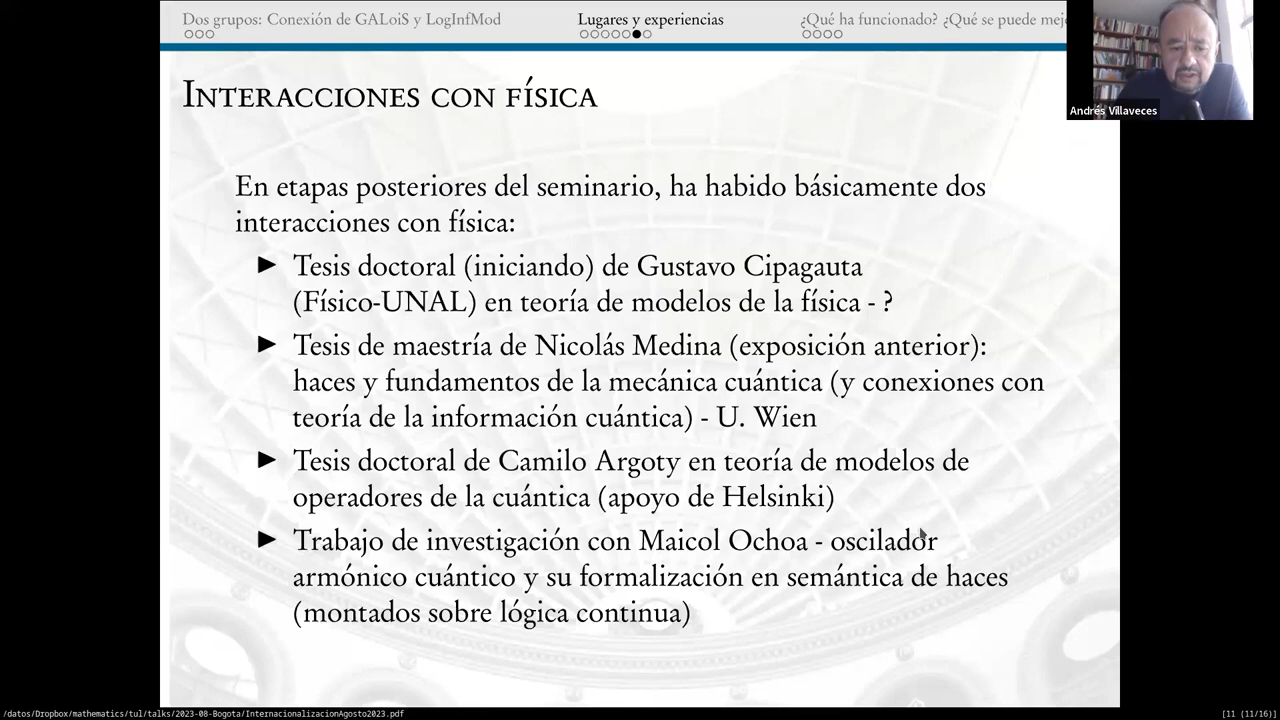 Dos grupos: Conexión de GALoiS y LogInfMod
Lugares y experiencias
¿Qué ha funcionado? ¿Qué se puede mej
Andrés Villaveces
Interacciones con física
En etapas posteriores del seminario, ha habido básicamente dos
interacciones con física:
► Tesis doctoral (iniciando) de Gustavo Cipagauta
(Físico-UNAL) en teoría de modelos de la física - ?
► Tesis de maestría de Nicolás Medina (exposición anterior):
haces y fundamentos de la mecánica cuántica (y conexiones con
teoría de la información cuántica) - U. Wien
► Tesis doctoral de Camilo Argoty en teoría de modelos de
operadores de la cuántica (apoyo de Helsinki)
► Trabajo de investigación con Maicol Ochoa - oscilador
armónico cuántico y su formalización en semántica de haces
(montados sobre lógica continua)
/datos/Dropbox/mathematics/tul/talks/2023-08-Bogota/InternacionalizacionAgosto2023.pdf
[11 (11/16)]